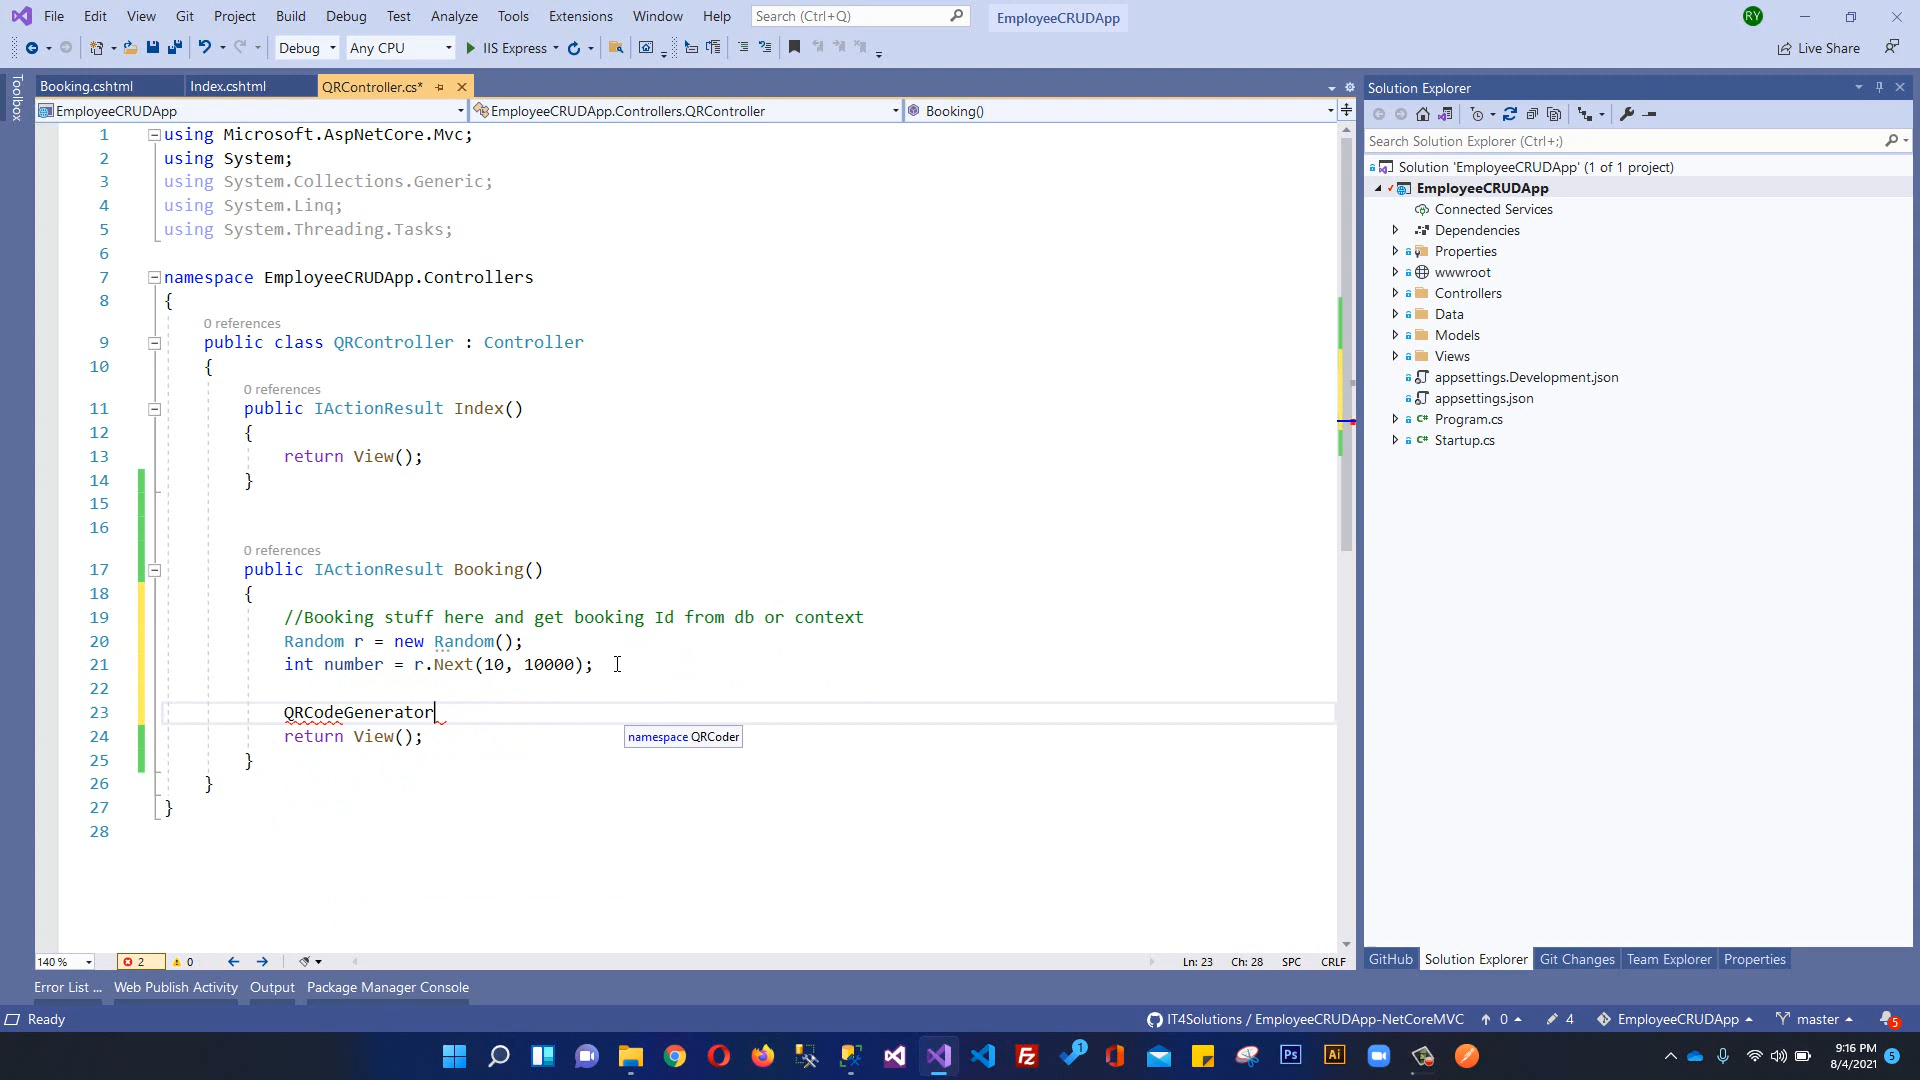 File Edit View Git Project Build Debug Test Analyze Tools Extensions Window Help Search (Ctrl+Q) EmployeeCRUDApp RY
Debug Any CPU IIS Express Live Share
Toolbox
Booking.cshtml Index.cshtml QRController.cs*
EmployeeCRUDApp EmployeeCRUDApp.Controllers.QRController Booking()
1 using Microsoft.AspNetCore.Mvc;
2 using System;
3 using System.Collections.Generic;
4 using System.Linq;
5 using System.Threading.Tasks;
6
7 namespace EmployeeCRUDApp.Controllers
8 {
0 references
9 public class QRController : Controller
10 {
0 references
11 public IActionResult Index()
12 {
13 return View();
14 }
15
16
0 references
17 public IActionResult Booking()
18 {
19 //Booking stuff here and get booking Id from db or context
20 Random r = new Random();
21 int number = r.Next(10, 10000);
22
23 QRCodeGenerator
namespace QRCoder
24 return View();
25 }
26 }
27 }
28
140 % 2 0 Ln: 23 Ch: 28 SPC CRLF
Solution Explorer
Search Solution Explorer (Ctrl+;)
Solution 'EmployeeCRUDApp' (1 of 1 project)
EmployeeCRUDApp
Connected Services
Dependencies
Properties
wwwroot
Controllers
Data
Models
Views
appsettings.Development.json
appsettings.json
C# Program.cs
C# Startup.cs
GitHub Solution Explorer Git Changes Team Explorer Properties
Error List ... Web Publish Activity Output Package Manager Console
Ready IT4Solutions / EmployeeCRUDApp-NetCoreMVC 0 4 EmployeeCRUDApp master 5
Fz 1 Ps Ai 9:16 PM 5
8/4/2021